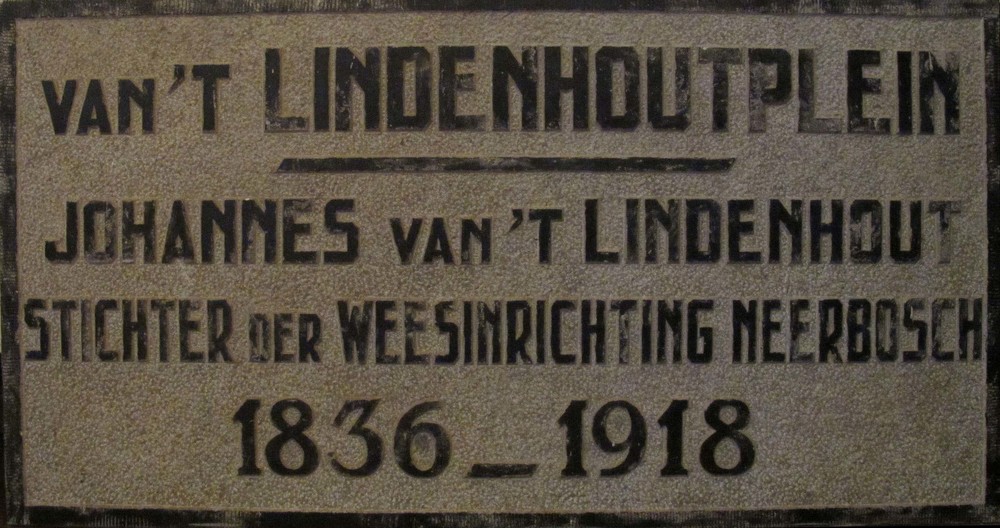 VAN 'T LINDENHOUTPLEIN
JOHANNES VAN 'T LINDENHOUT
STICHTER DER WEESINRICHTING NEERBOSCH
1836_1918